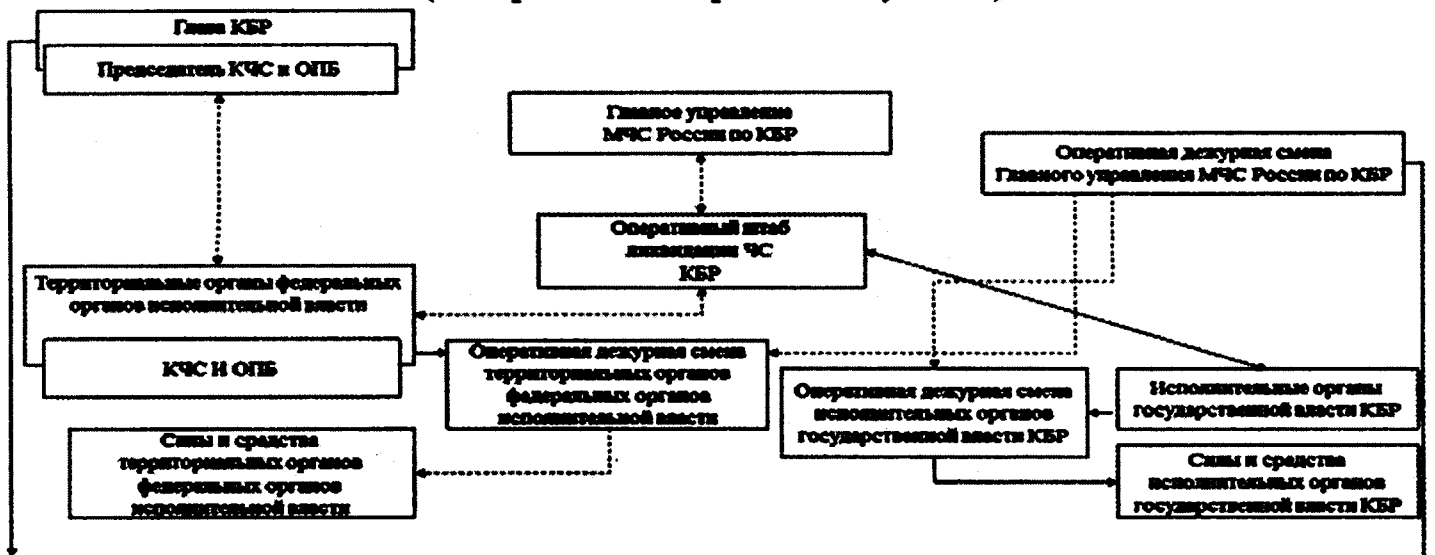 Глава КБР
Председатель КЧС и ОПБ
Главное управление
МЧС России по КБР
Оперативная дежурная смена
Главного управления МЧС России по КБР
Оперативный штаб
ликвидации ЧС
КБР
Территориальные органы федеральных
органов исполнительной власти
КЧС И ОПБ
Оперативная дежурная смена
территориальных органов
федеральных органов
исполнительной власти
Оперативная дежурная смена
исполнительных органов
государственной власти КБР
Исполнительные органы
государственной власти КБР
Силы и средства
территориальных органов
федеральных органов
исполнительной власти
Силы и средства
исполнительных органов
государственной власти КБР